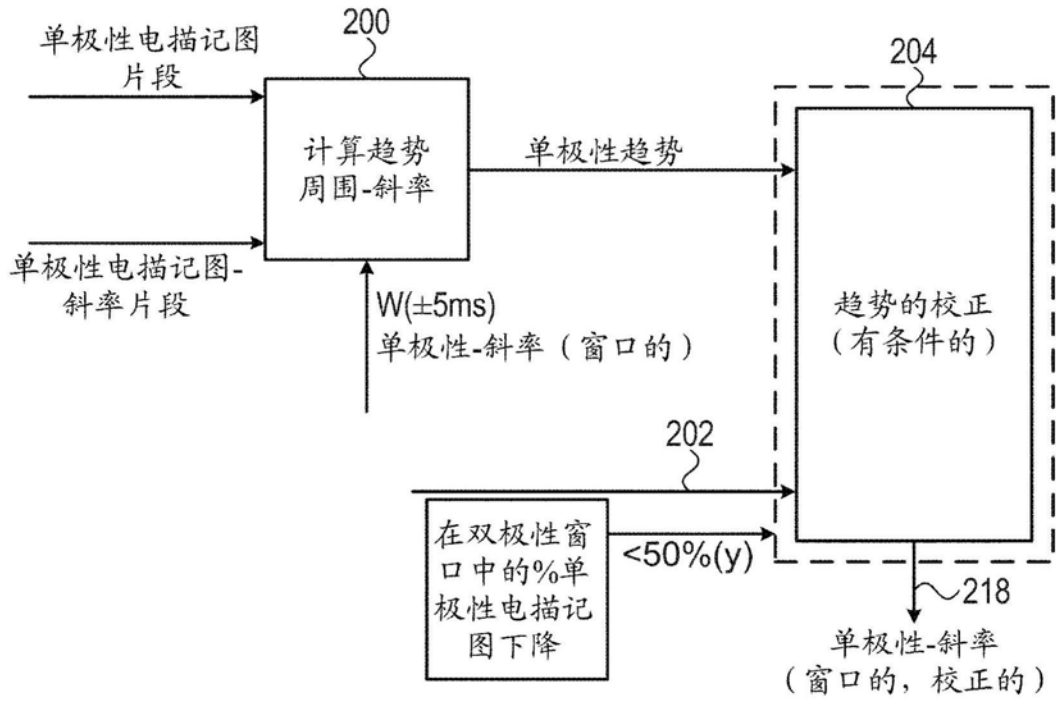 单极性电描记图
片段
200
计算趋势
周围-斜率
单极性趋势
204
单极性电描记图-
斜率片段
W(±5ms)
单极性-斜率（窗口的）
趋势的校正
（有条件的）
202
在双极性窗
口中的%单
极性电描记
图下降
<50%(y)
218
单极性-斜率
（窗口的，校正的）